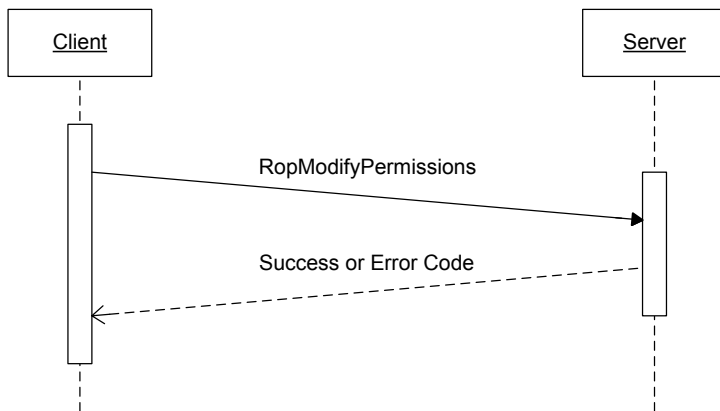 Client
Server
RopModifyPermissions
Success or Error Code